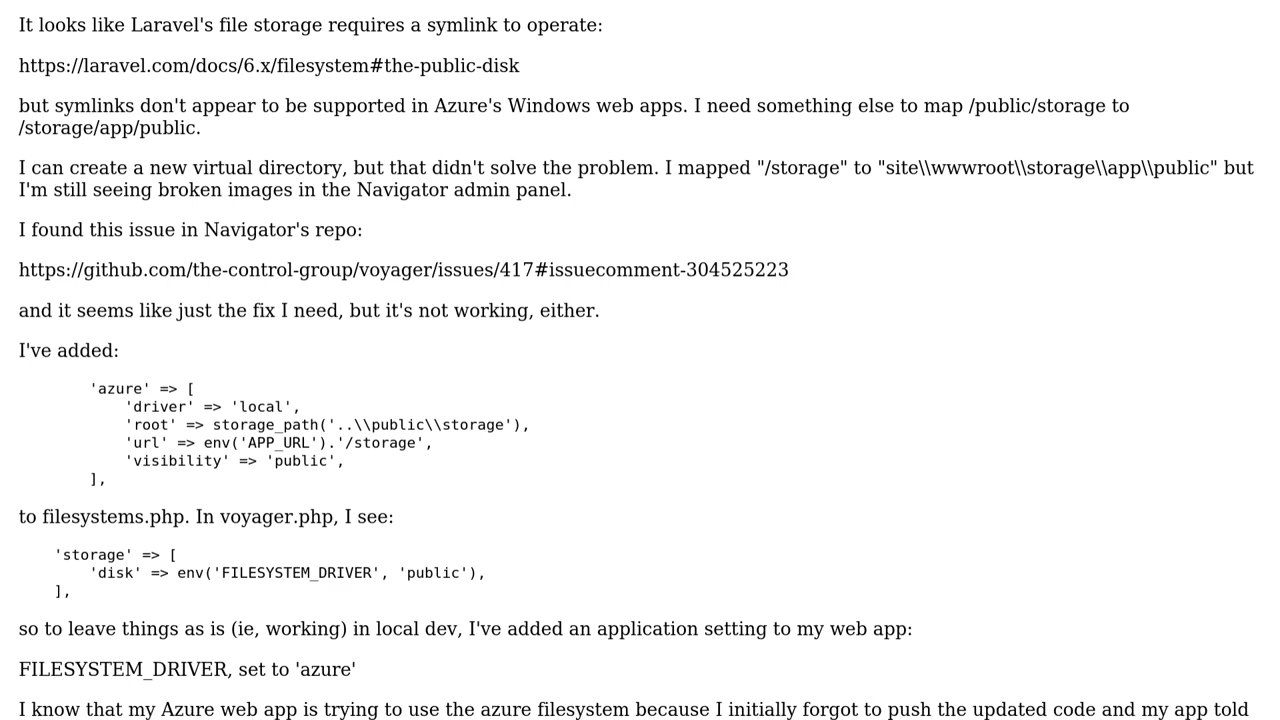 It looks like Laravel's file storage requires a symlink to operate:
https://laravel.com/docs/6.x/filesystem#the-public-disk
but symlinks don't appear to be supported in Azure's Windows web apps. I need something else to map /public/storage to
/storage/app/public.
I can create a new virtual directory, but that didn't solve the problem. I mapped "/storage" to "site\\wwwroot\\storage\\app\\public" but
I'm still seeing broken images in the Navigator admin panel.
I found this issue in Navigator's repo:
https://github.com/the-control-group/voyager/issues/417#issuecomment-304525223
and it seems like just the fix I need, but it's not working, either.
I've added:
'azure' => [
'driver' => 'local',
'root' => storage_path('..\\public\\storage'),
'url' => env('APP_URL').'/storage',
'visibility' => 'public',
],
to filesystems.php. In voyager.php, I see:
'storage' => [
'disk' => env('FILESYSTEM_DRIVER', 'public'),
],
so to leave things as is (ie, working) in local dev, I've added an application setting to my web app:
FILESYSTEM_DRIVER, set to 'azure'
I know that my Azure web app is trying to use the azure filesystem because I initially forgot to push the updated code and my app told